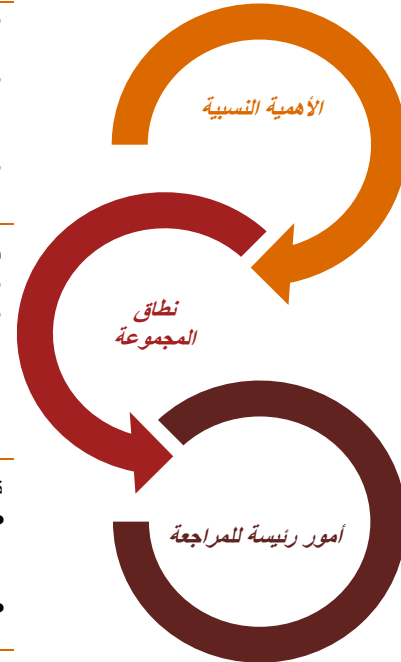 الأهمية النسبية
نطاق
المجموعة
أمور رئيسة للمراجعة